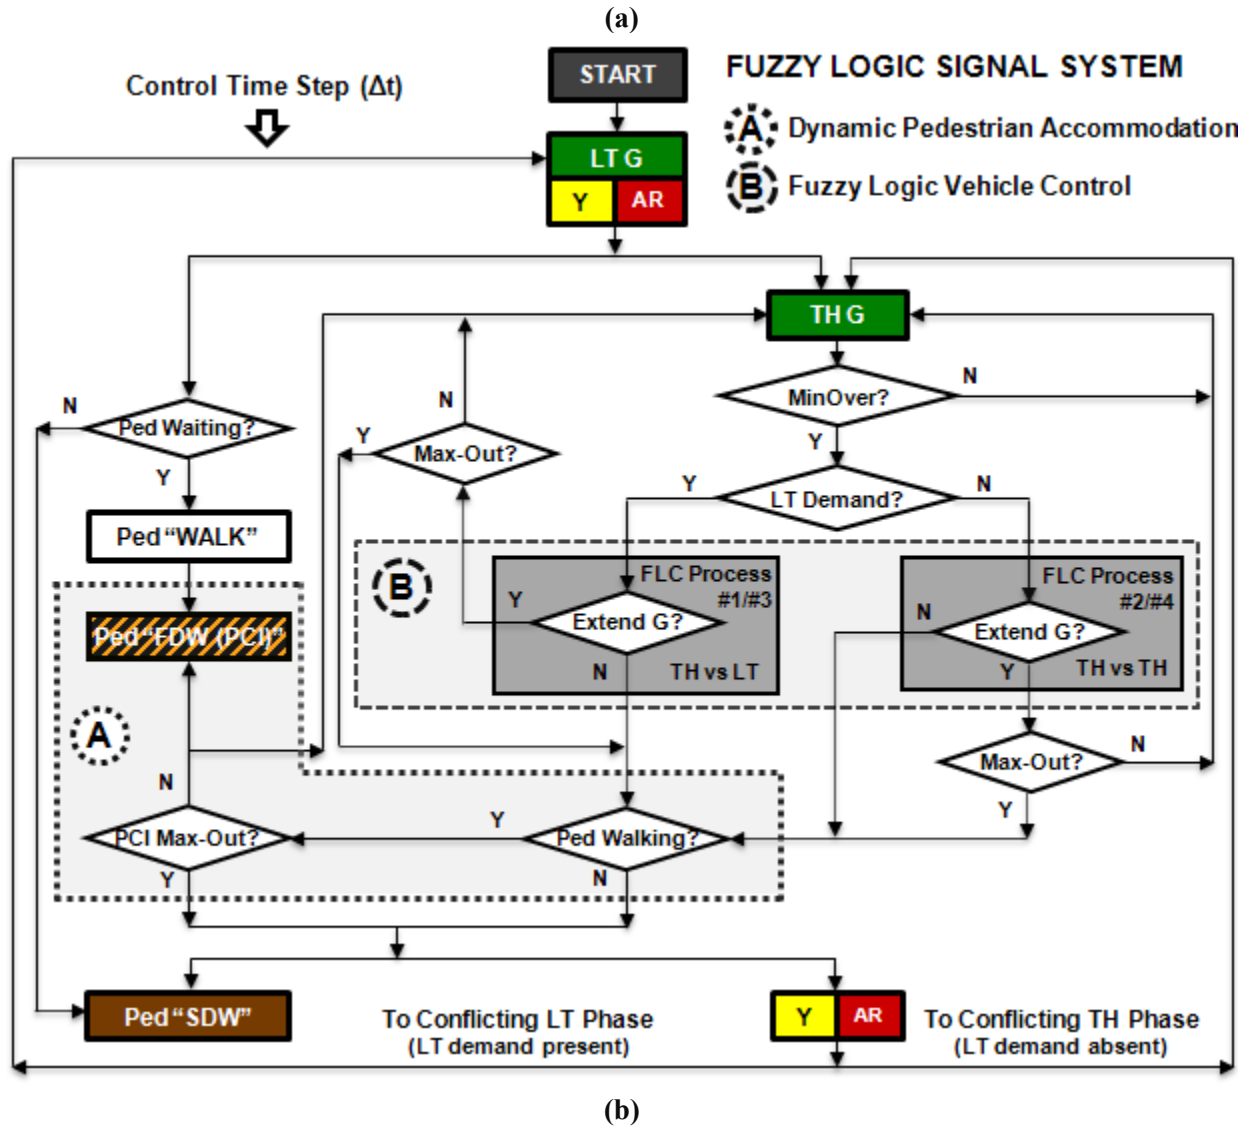 (a)
START
FUZZY LOGIC SIGNAL SYSTEM
Control Time Step (Δt)
A Dynamic Pedestrian Accommodation
LT G
B Fuzzy Logic Vehicle Control
Y AR
TH G
N
MinOver?
N
Ped Waiting?
N
Y
Max-Out?
Y
Y
LT Demand?
N
Y
Ped “WALK”
B
FLC Process
#1/#3
Y
Extend G?
N
TH vs LT
FLC Process
#2/#4
N
Extend G?
Y
TH vs TH
Ped “FDW (PCI)”
A
N
Max-Out?
N
Y
PCI Max-Out?
Y
Y
Ped Walking?
N
Ped “SDW”
To Conflicting LT Phase
(LT demand present)
Y AR
To Conflicting TH Phase
(LT demand absent)
(b)